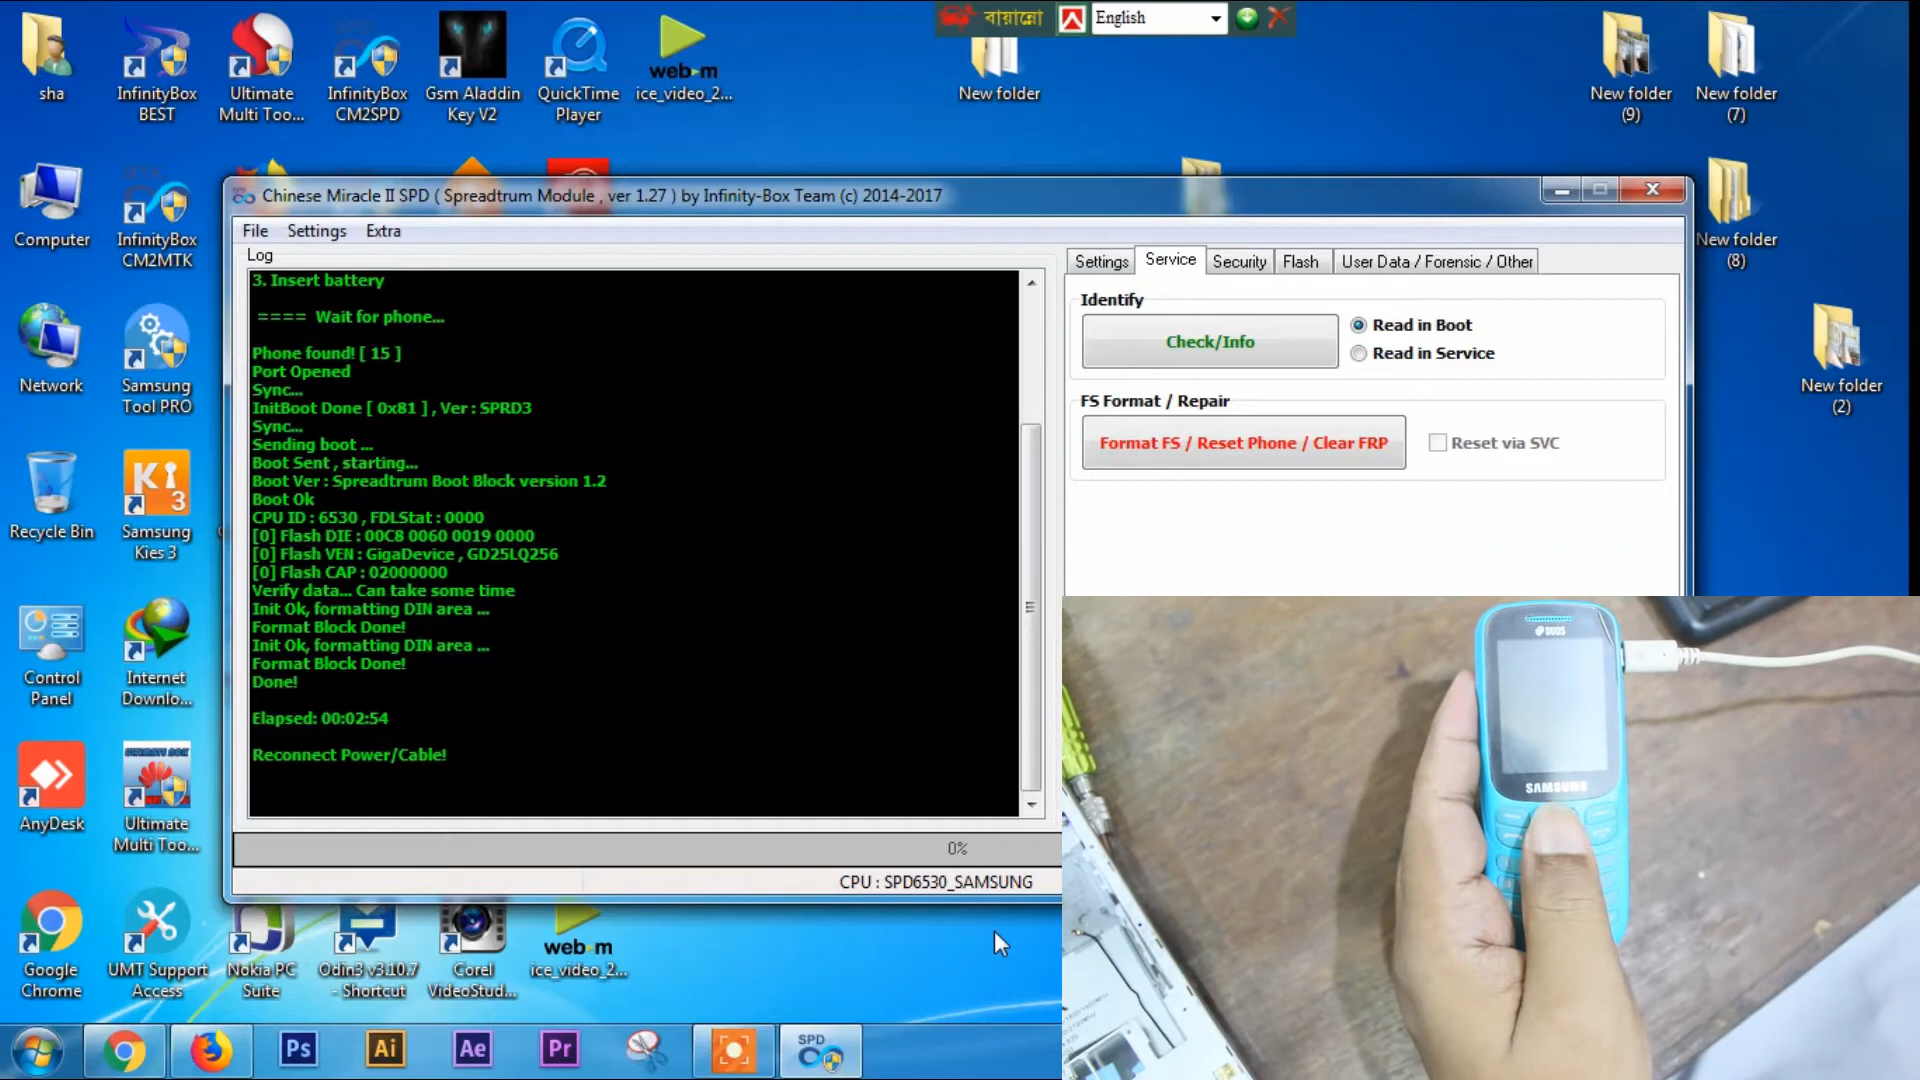 বায়ান্নো
English
sha
InfinityBox
BEST
Ultimate
Multi Too...
InfinityBox
CM2SPD
Gsm Aladdin
Key V2
QuickTime
Player
web m
ice_video_2...
New folder
New folder
(9)
New folder
(7)
Computer
InfinityBox
CM2MTK
New folder
(8)
Network
Samsung
Tool PRO
New folder
(2)
Recycle Bin
Ki
3
Samsung
Kies 3
Control
Panel
Internet
Downlo...
AnyDesk
Ultimate
Multi Too...
Google
Chrome
UMT Support
Access
Nokia PC
Suite
Odin3 v3.10.7
- Shortcut
Corel
VideoStud...
web m
ice_video_2...
Chinese Miracle II SPD ( Spreadtrum Module , ver 1.27 ) by Infinity-Box Team (c) 2014-2017
File Settings Extra
Log
3. Insert battery
==== Wait for phone...
Phone found! [ 15 ]
Port Opened
Sync...
InitBoot Done [ 0x81 ] , Ver : SPRD3
Sync...
Sending boot ...
Boot Sent , starting...
Boot Ver : Spreadtrum Boot Block version 1.2
Boot Ok
CPU ID : 6530 , FDLStat : 0000
[0] Flash DIE : 00C8 0060 0019 0000
[0] Flash VEN : GigaDevice , GD25LQ256
[0] Flash CAP : 02000000
Verify data... Can take some time
Init Ok, formatting DIN area ...
Format Block Done!
Init Ok, formatting DIN area ...
Format Block Done!
Done!
Elapsed: 00:02:54
Reconnect Power/Cable!
0%
CPU : SPD6530_SAMSUNG
Settings Service Security Flash User Data / Forensic / Other
Identify
Check/Info
Read in Boot
Read in Service
FS Format / Repair
Format FS / Reset Phone / Clear FRP
Reset via SVC
DUOS
SAMSUNG
Ps
Ai
Ae
Pr
SPD